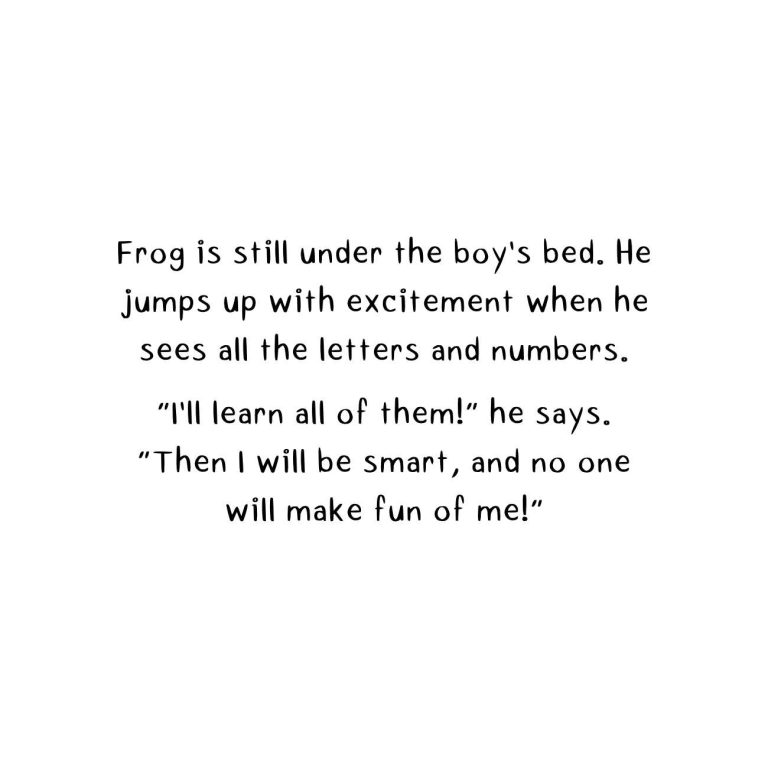 Frog is still under the boy's bed. He
jumps up with excitement when he
sees all the letters and numbers.
"I'll learn all of them!" he says.
"Then I will be smart, and no one
will make fun of me!"